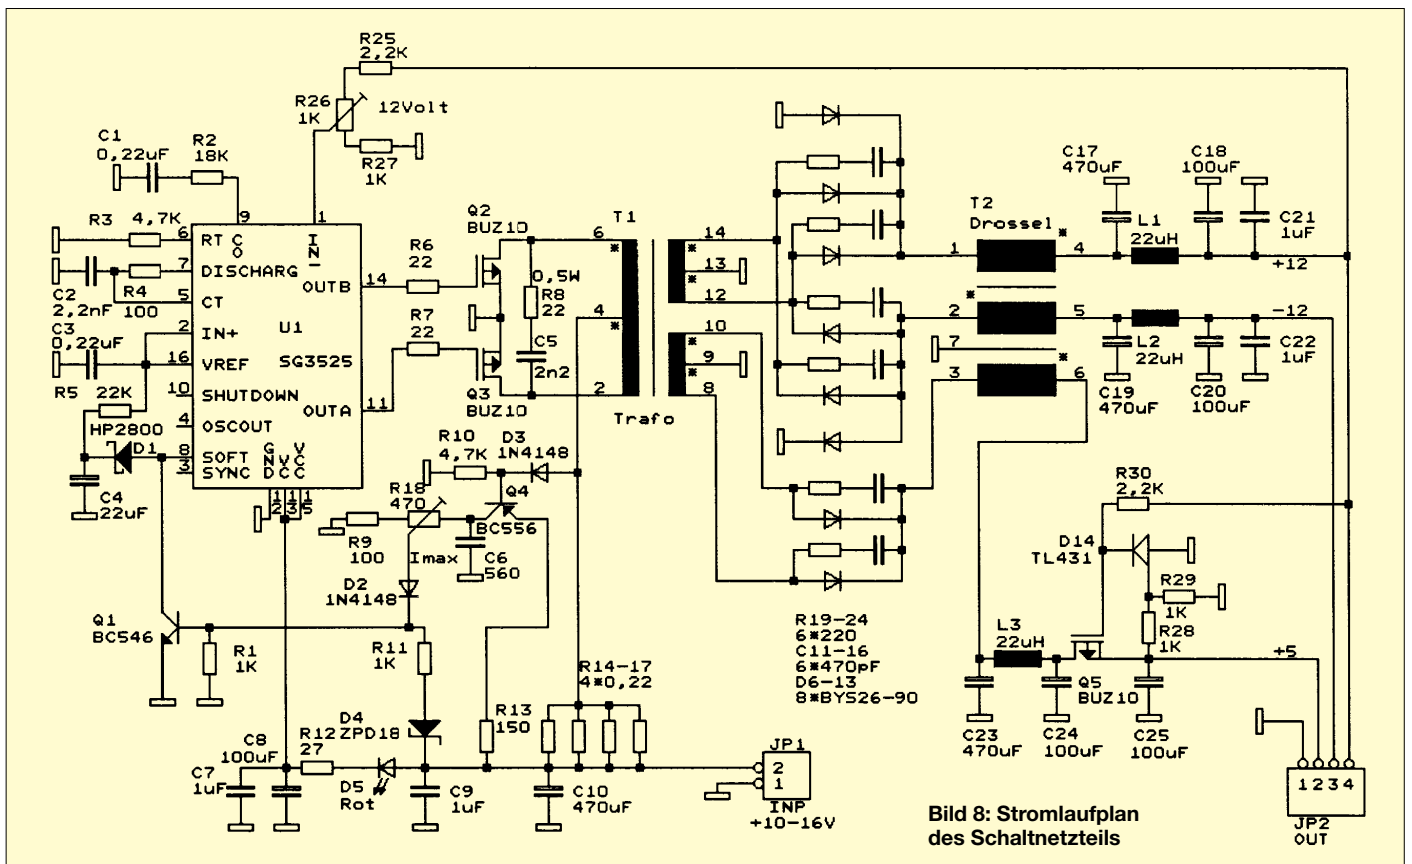 R25
2,2K
R26
1K
12Volt
R27
1K
C1
0,22uF
R2
18K
R3
4,7K
9
1
6
RT
CO
IN-
7
DISCHARG
14
OUTB
5
CT
C2
2,2nF
R4
100
2
IN+
U1
C3
0,22uF
16
VREF
SG3525
R5
22K
10
SHUTDOWN
OUTA
11
4
OSCOUT
HP2800
D1
8
SOFT
3
SYNC
GND
VC
VCC
12
13
15
C4
22uF
R6
22
R7
22
Q2
BUZ10
Q3
BUZ10
0,5W
R8
22
C5
2n2
T1
6
*
4
*
2
Trafo
14
*
13
*
12
10
*
9
*
8
R10
4,7K
D3
1N4148
R18
470
Q4
BC556
R9
100
Imax
C6
560
D2
1N4148
Q1
BC546
R1
1K
R11
1K
R14-17
4*0,22
R13
150
D4
ZPD18
R12
27
C8
100uF
C7
1uF
D5
Rot
C9
1uF
C10
470uF
JP1
2
1
INP
+10-16V
R19-24
6*220
C11-16
6*470pF
D6-13
8*BYS26-90
T2
Drossel
*
1
4
*
2
5
7
*
3
6
C17
470uF
C18
100uF
L1
22uH
C21
1uF
+12
-12
L2
22uH
C22
1uF
C19
470uF
C20
100uF
R30
2,2K
D14
TL431
R29
1K
R28
1K
L3
22uH
+5
Q5
BUZ10
C23
470uF
C24
100uF
C25
100uF
1234
JP2
OUT
Bild 8: Stromlaufplan
des Schaltnetzteils